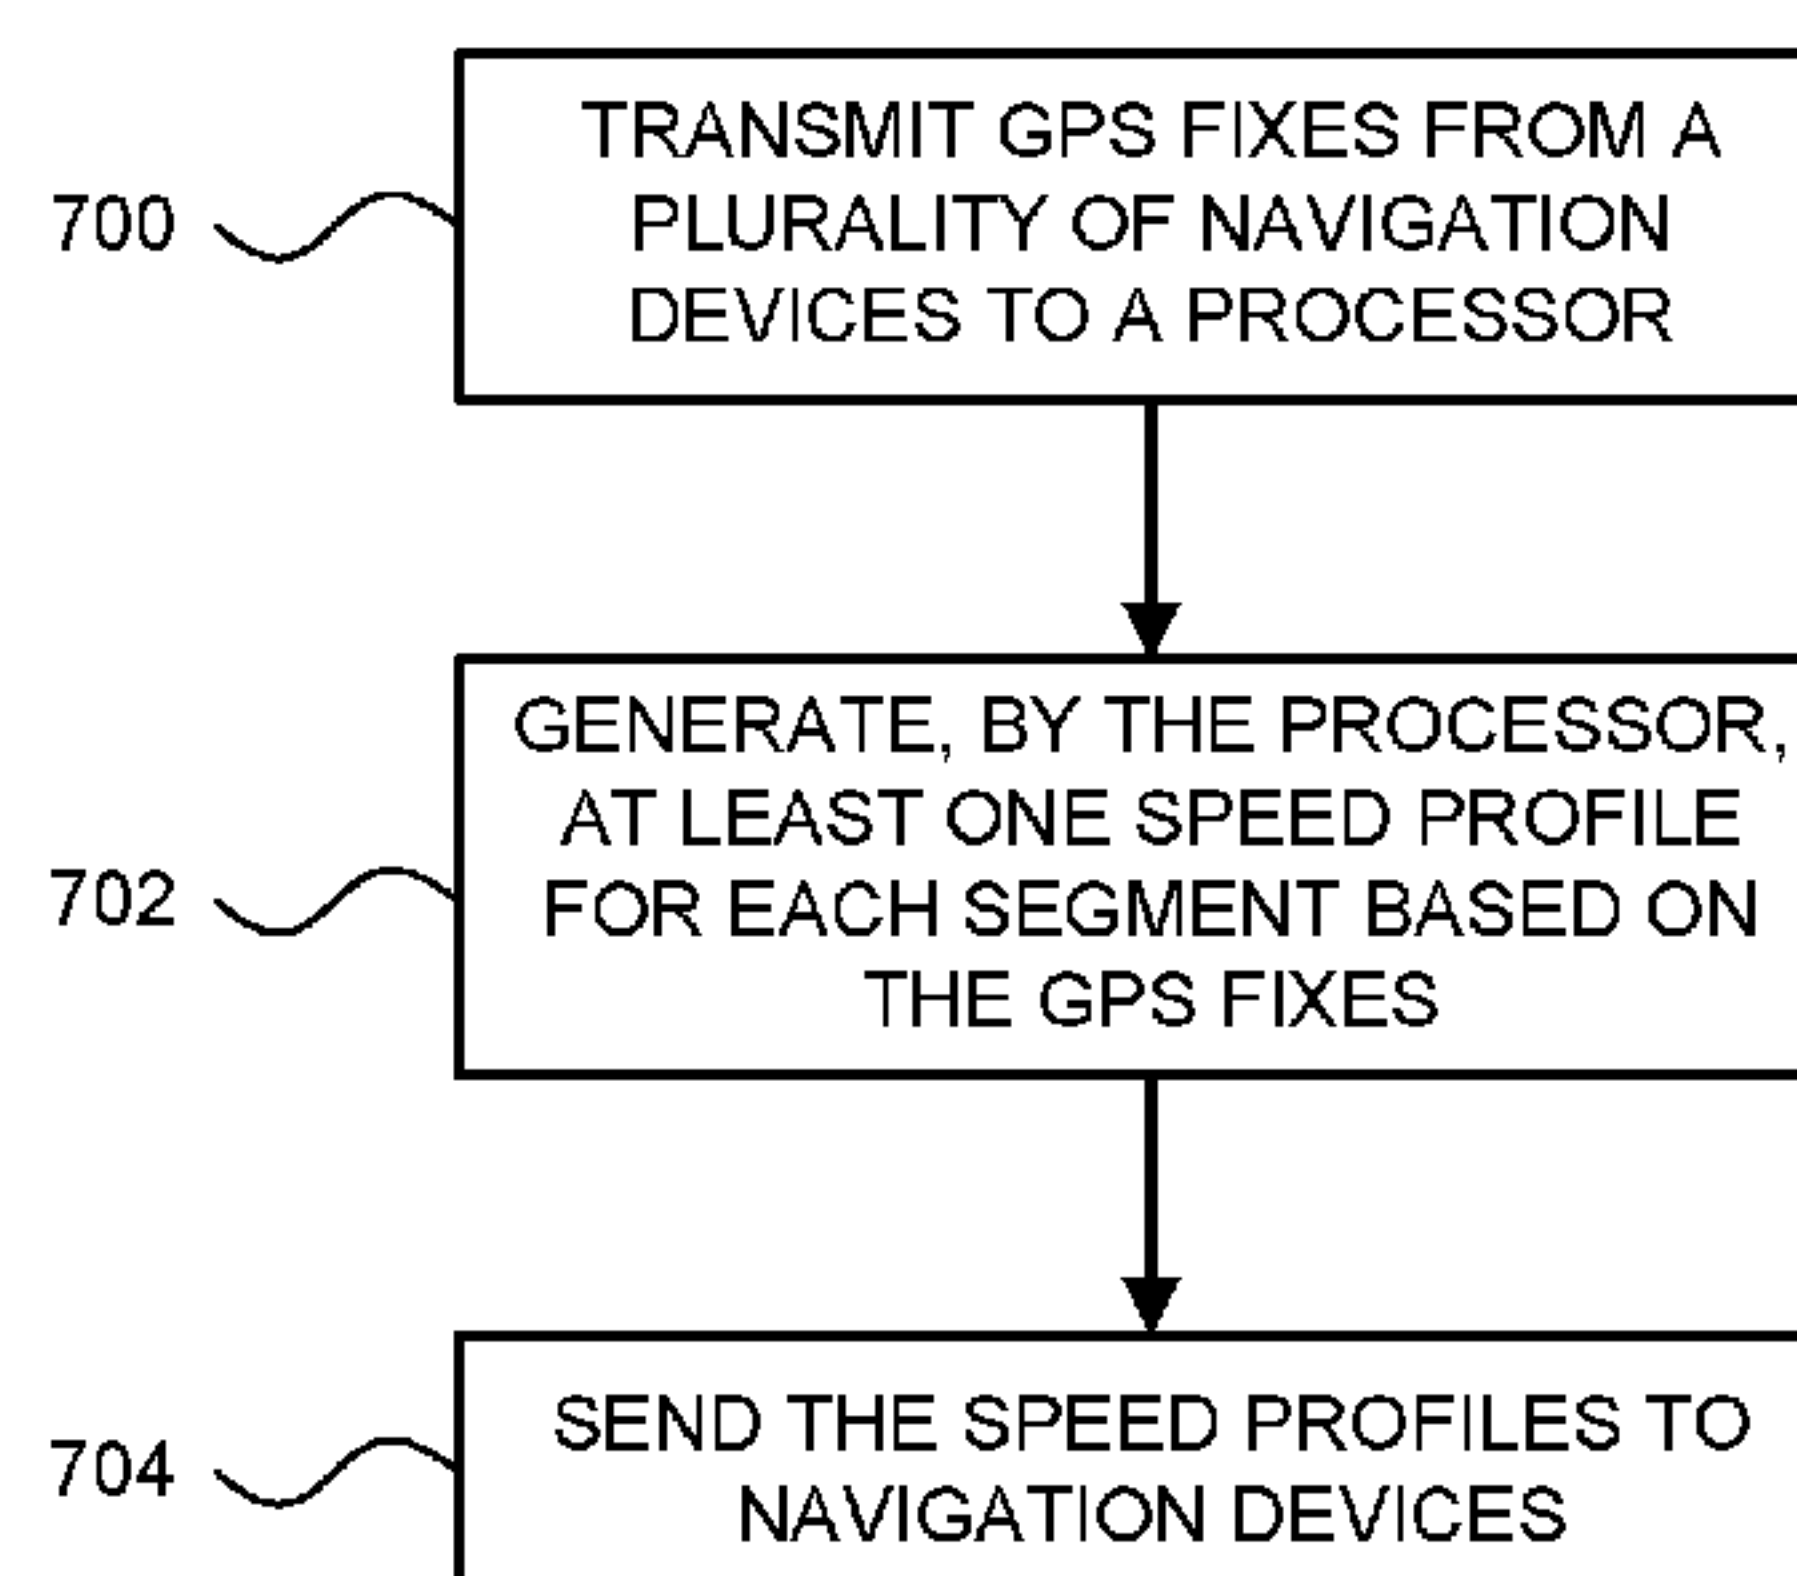 700
TRANSMIT GPS FIXES FROM A
PLURALITY OF NAVIGATION
DEVICES TO A PROCESSOR
702
GENERATE, BY THE PROCESSOR,
AT LEAST ONE SPEED PROFILE
FOR EACH SEGMENT BASED ON
THE GPS FIXES
704
SEND THE SPEED PROFILES TO
NAVIGATION DEVICES